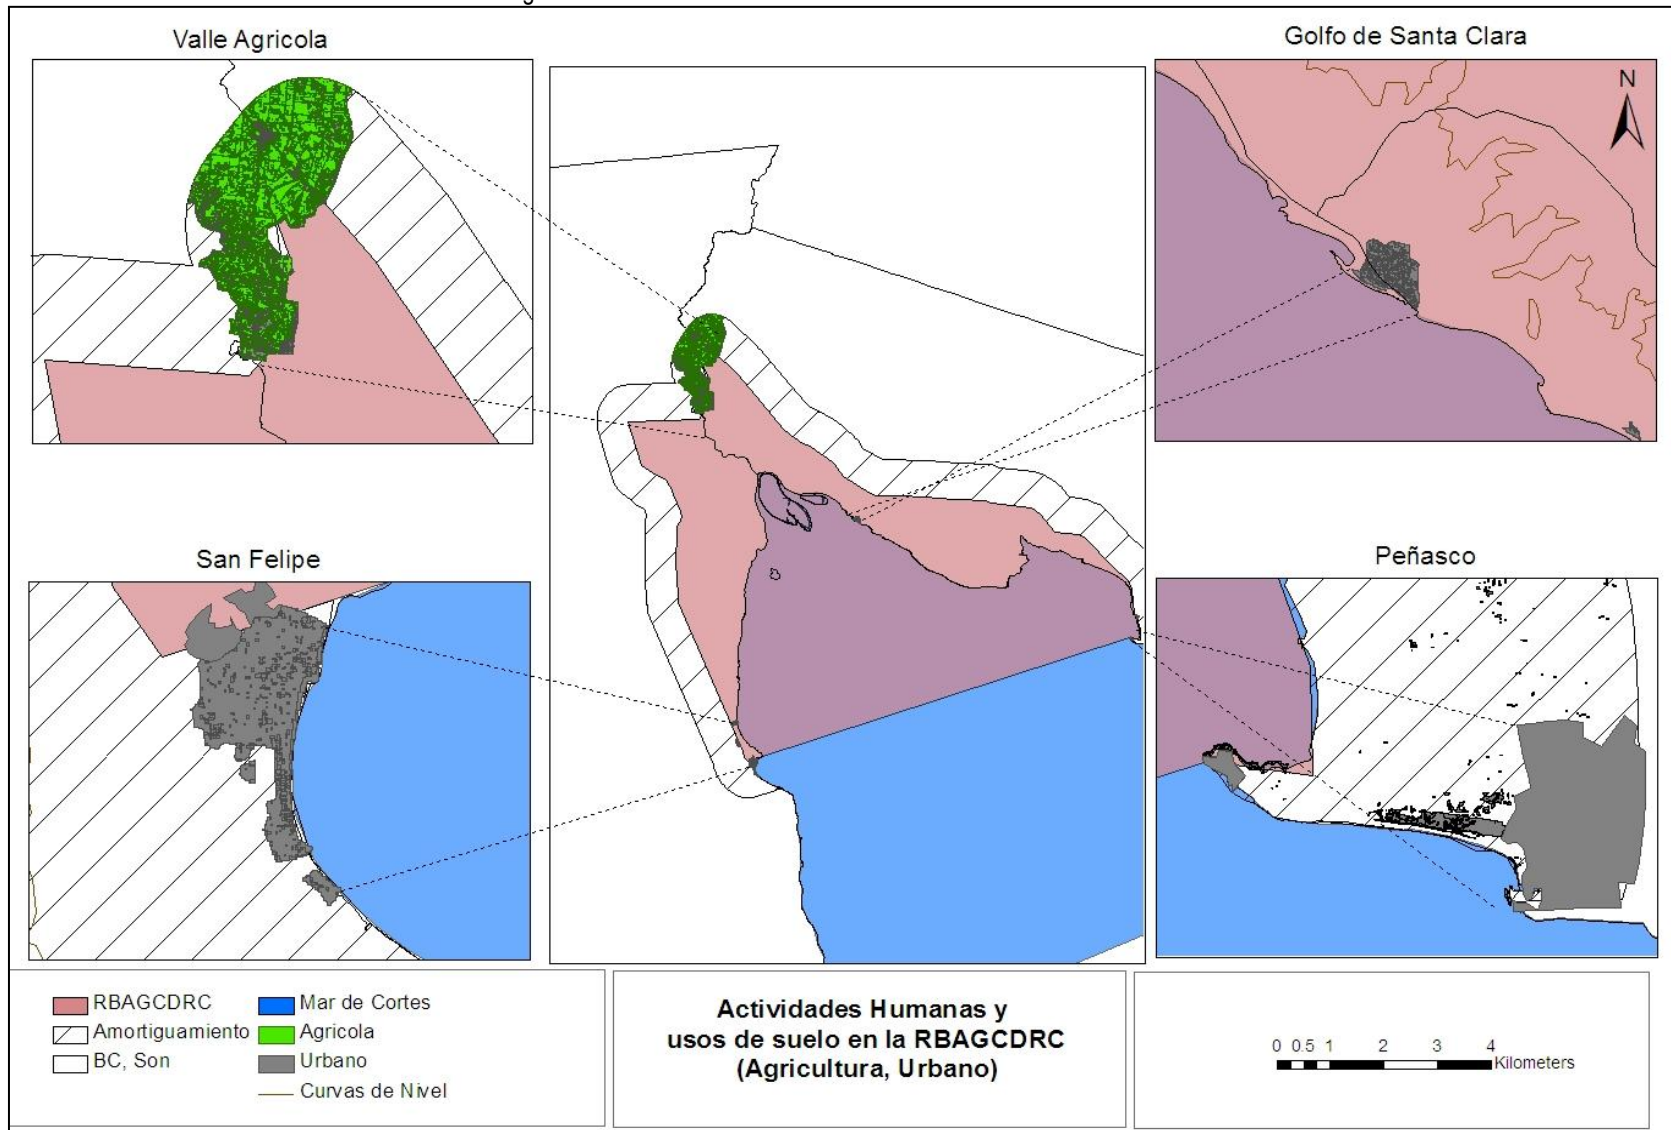 Valle Agricola
Golfo de Santa Clara
N
San Felipe
Peñasco
RBAGCDRC
Amortiguamiento
BC, Son
Mar de Cortes
Agricola
Urbano
Curvas de Nivel
Actividades Humanas y
usos de suelo en la RBAGCDRC
(Agricultura, Urbano)
0 0.5 1 2 3 4
Kilometers